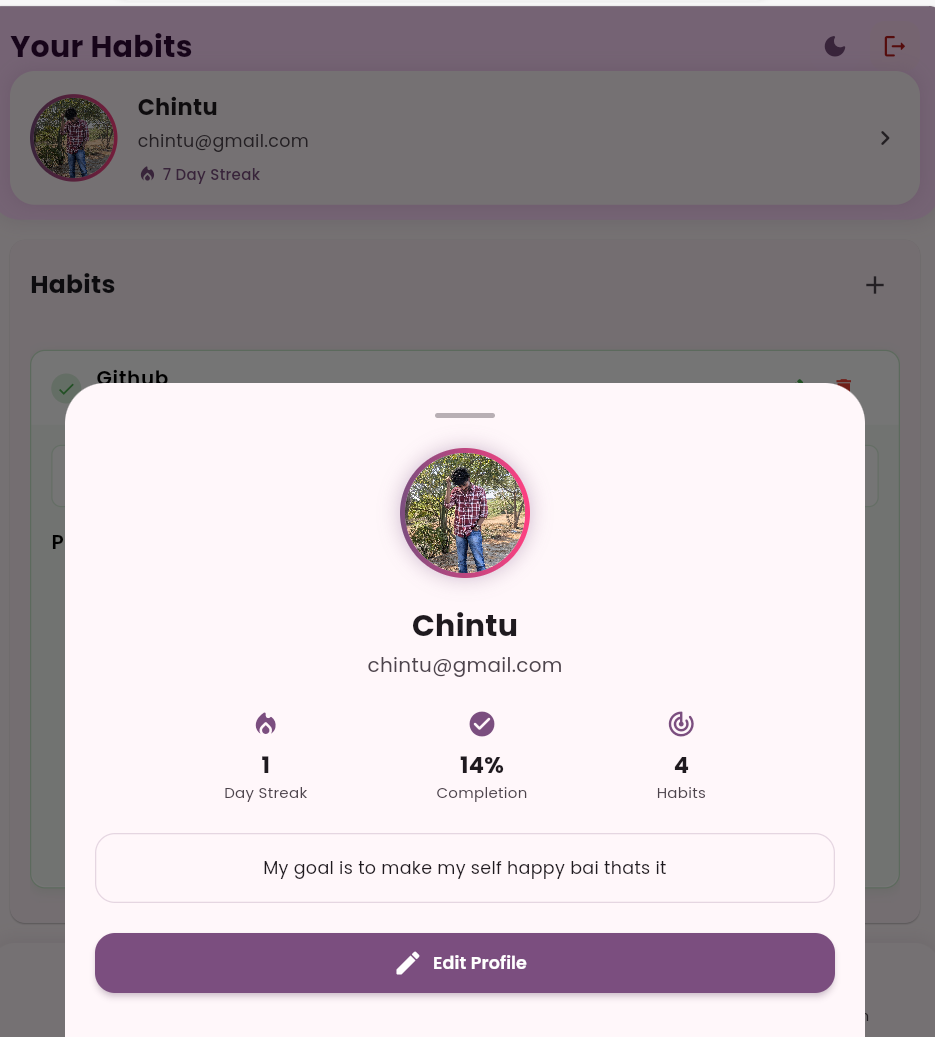 Your Habits
Chintu
chintu@gmail.com
7 Day Streak
Habits
Github
Chintu
chintu@gmail.com
1
14%
4
Day Streak
Completion
Habits
My goal is to make my self happy bai thats it
Edit Profile